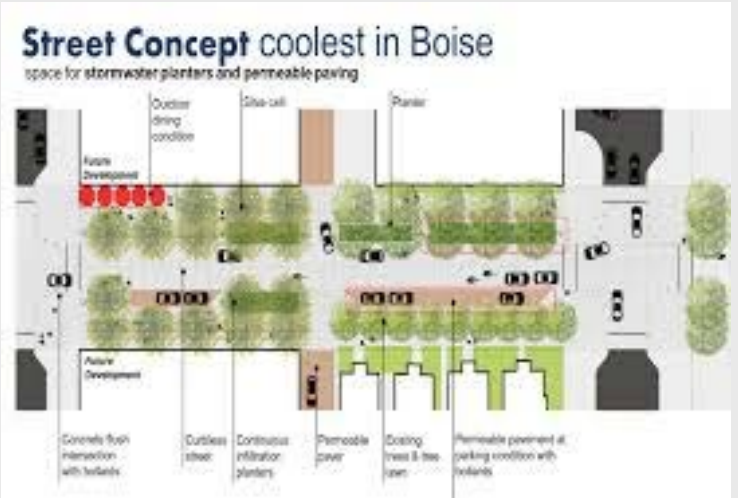 Street Concept coolest in Boise
space for stormwater planters and permeable paving
Outdoor
dining
condition
Silva cell
Planter
Future
Development
Future
Development
Concrete flush
intersection
with bollards
Curbless
street
Continuous
infiltration
planters
Permeable
paver
Existing
trees & tree
lawn
Permeable pavement at
parking condition with
bollards